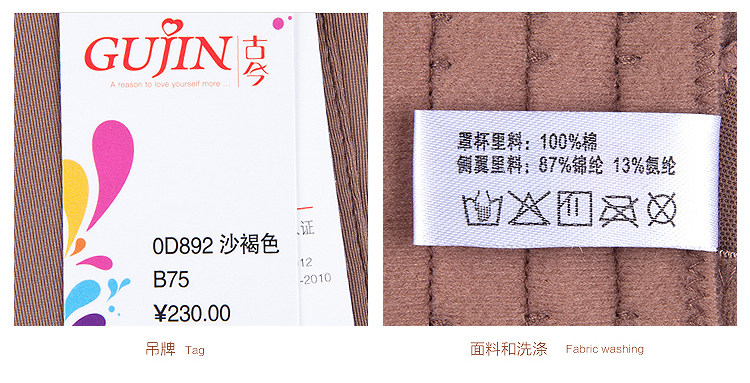 GUJIN 古今
A reason to love yourself more ...
0D892 沙褐色
B75
¥230.00
证
12
-2010
罩杯里料：100%棉
侧翼里料：87%锦纶 13%氨纶
吊牌 Tag
面料和洗涤 Fabric washing